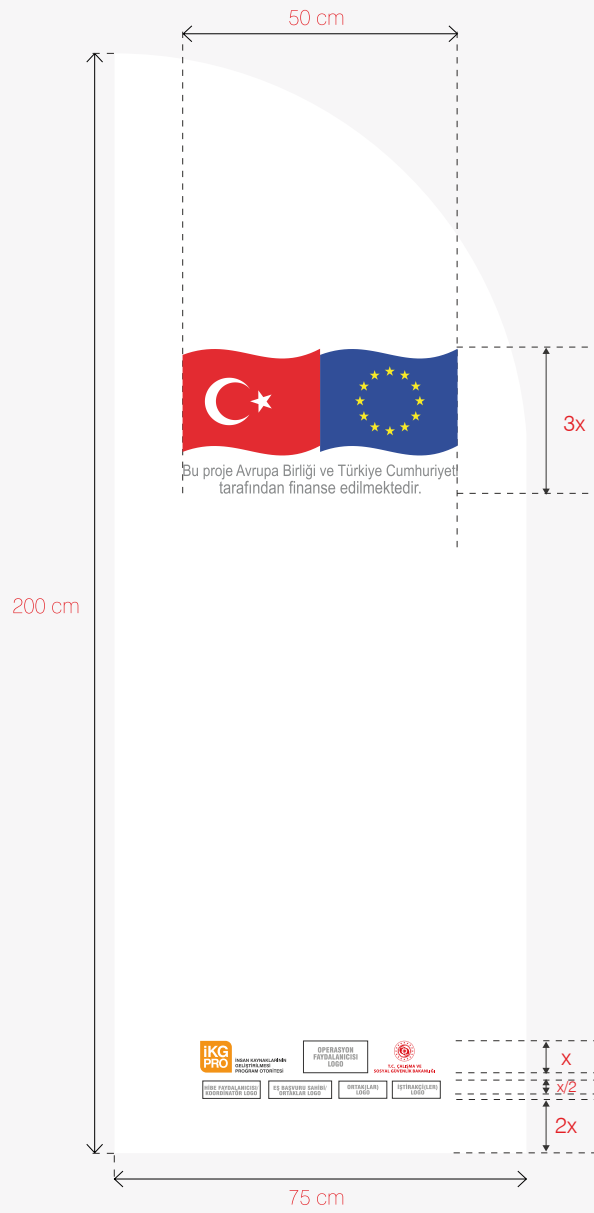 50 cm
3x
Bu proje Avrupa Birliği ve Türkiye Cumhuriyeti
tarafından finanse edilmektedir.
200 cm
iKG
PRO
İNSAN KAYNAKLARININ
GELİŞTİRİLMESİ
PROGRAM OTORİTESİ
OPERASYON
FAYDALANICISI
LOGO
T.C. ÇALIŞMA VE
SOSYAL GÜVENLİK BAKANLIĞI
x
HİBE FAYDALANICISI/
KOORDİNATÖR LOGO
EŞ BAŞVURU SAHİBİ/
ORTAKLAR LOGO
ORTAK(LAR)
LOGO
İŞTİRAKÇİ(LER)
LOGO
x/2
2x
75 cm